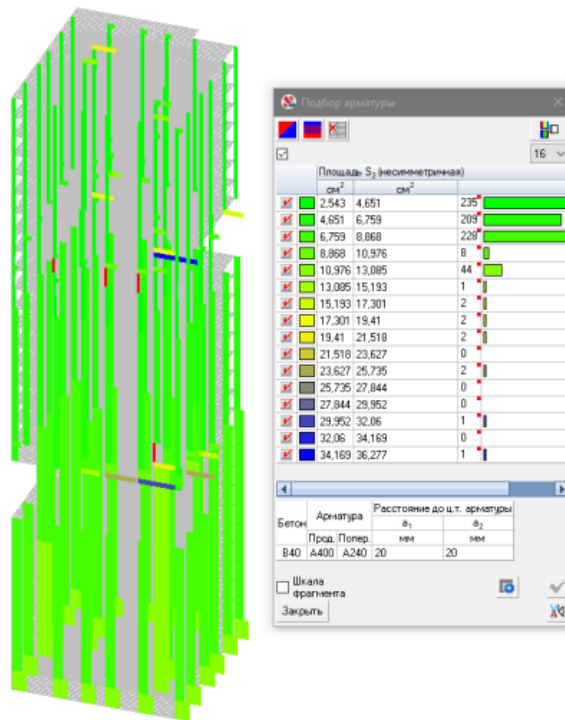 Подбор арматуры
16
Площадь S₂ (несимметричная)
см² см²
2,543 4,651 235
4,651 6,759 209
6,759 8,868 228
8,868 10,976 8
10,976 13,085 44
13,085 15,193 1
15,193 17,301 2
17,301 19,41 2
19,41 21,518 2
21,518 23,627 0
23,627 25,735 2
25,735 27,844 0
27,844 29,952 0
29,952 32,06 1
32,06 34,169 0
34,169 36,277 1
Бетон Арматура Расстояние до ц.т. арматуры
a₁ a₂
Прод. Попер. мм мм
B40 A400 A240 20 20
Шкала
фрагмента
Закрыть